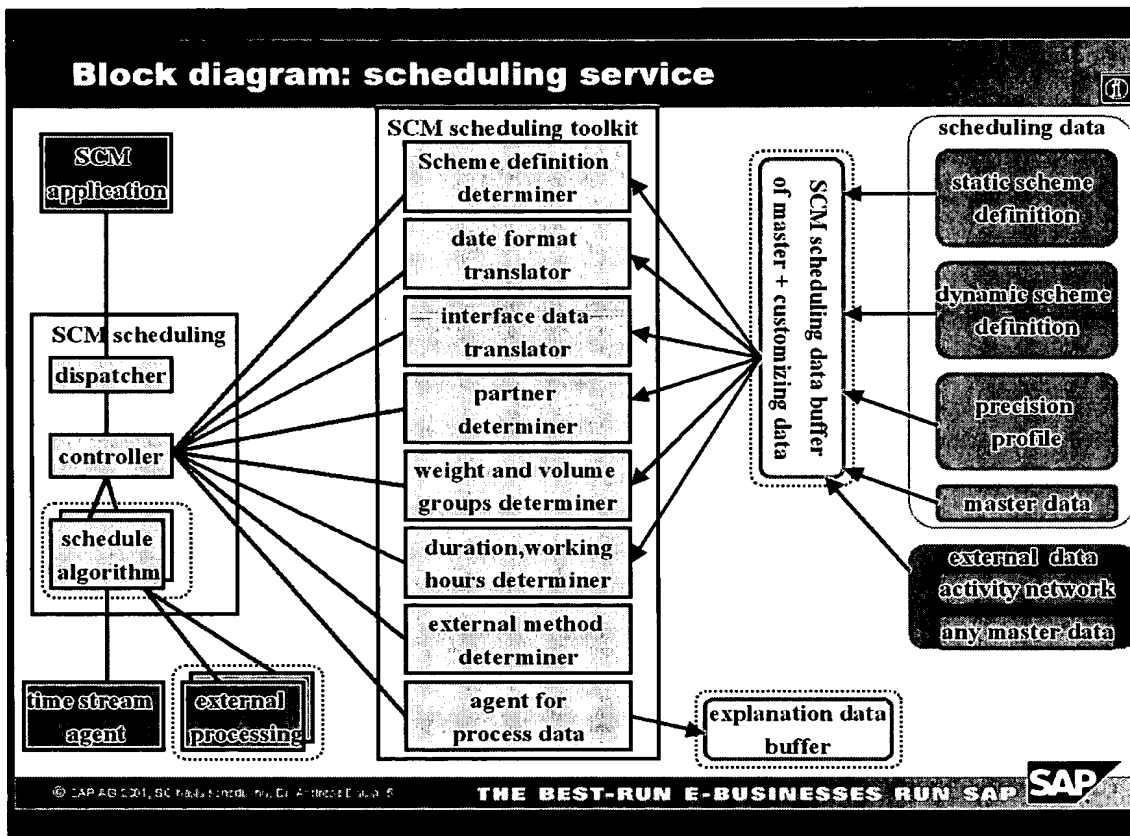 Block diagram: scheduling service
SCM
application
SCM scheduling
dispatcher
controller
schedule
algorithm
time stream
agent
external
processing
SCM scheduling toolkit
Scheme definition
determiner
date format
translator
interface data
translator
partner
determiner
weight and volume
groups determiner
duration,working
hours determiner
external method
determiner
agent for
process data
SCM scheduling data buffer
of master + customizing data
explanation data
buffer
scheduling data
static scheme
definition
dynamic scheme
definition
precision
profile
master data
external data
activity network
any master data
© SAP AG 2001,
THE BEST-RUN E-BUSINESSES RUN SAP
SAP